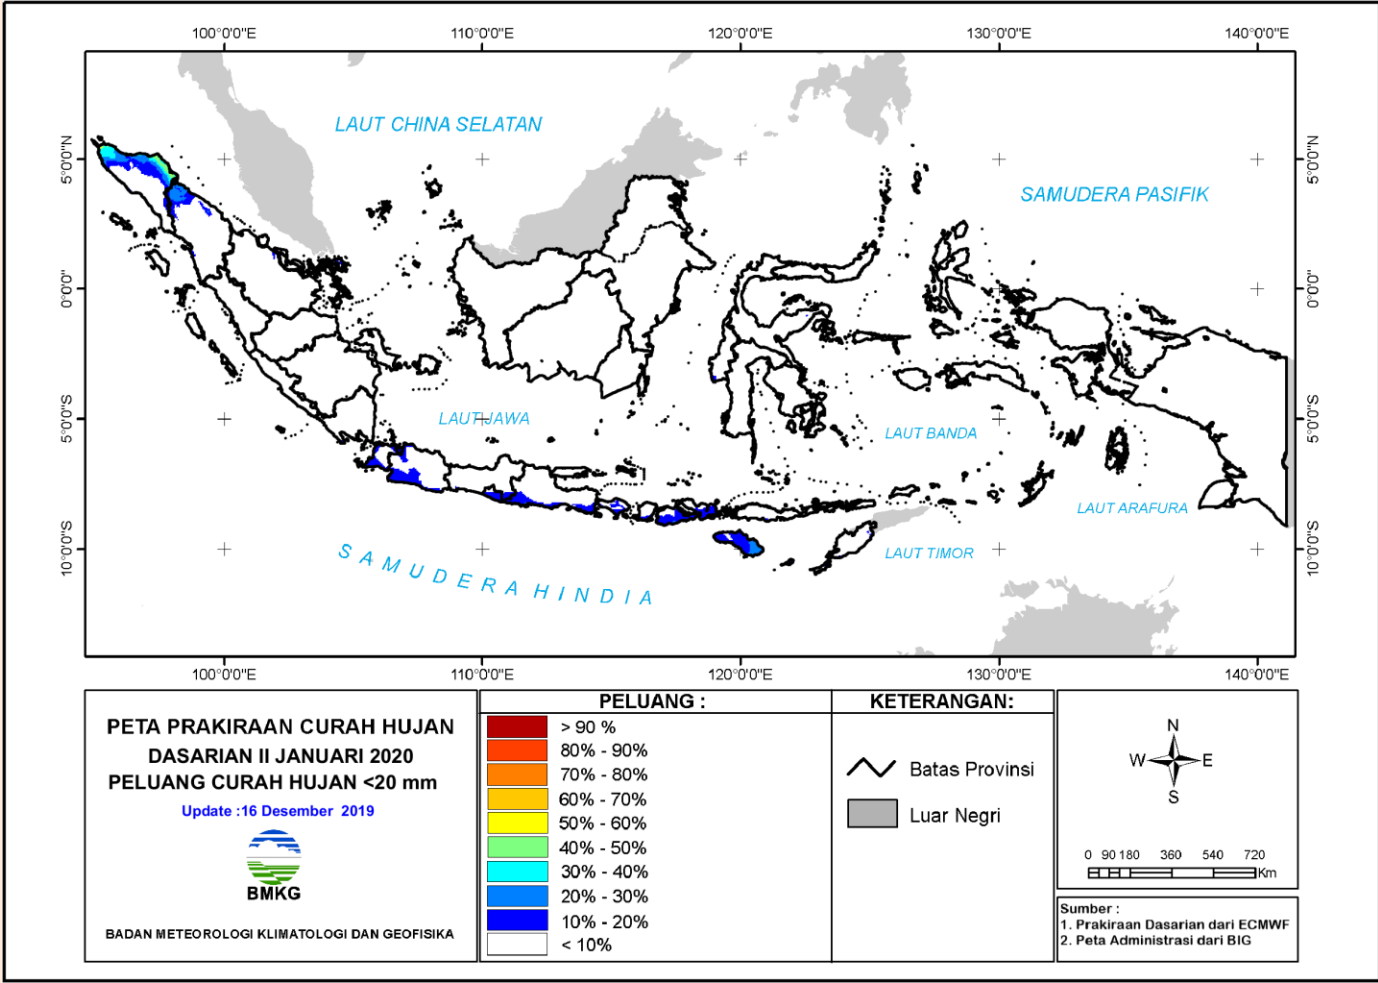 100°0'0"E 110°0'0"E 120°0'0"E 130°0'0"E 140°0'0"E
LAUT CHINA SELATAN
5°0'0"N 5°0'0"N
SAMUDERA PASIFIK
0°0'0" 0°0'0"
LAUT JAWA
5°0'0"S 5°0'0"S
LAUT BANDA
LAUT ARAFURA
10°0'0"S 10°0'0"S
LAUT TIMOR
SAMUDERA HINDIA
100°0'0"E 110°0'0"E 120°0'0"E 130°0'0"E 140°0'0"E
PETA PRAKIRAAN CURAH HUJAN
DASARIAN II JANUARI 2020
PELUANG CURAH HUJAN <20 mm
Update :16 Desember 2019
BMKG
BADAN METEOROLOGI KLIMATOLOGI DAN GEOFISIKA
PELUANG :
> 90 %
80% - 90%
70% - 80%
60% - 70%
50% - 60%
40% - 50%
30% - 40%
20% - 30%
10% - 20%
< 10%
KETERANGAN:
Batas Provinsi
Luar Negri
N
W E
S
0 90 180 360 540 720
Km
Sumber :
1. Prakiraan Dasarian dari ECMWF
2. Peta Administrasi dari BIG